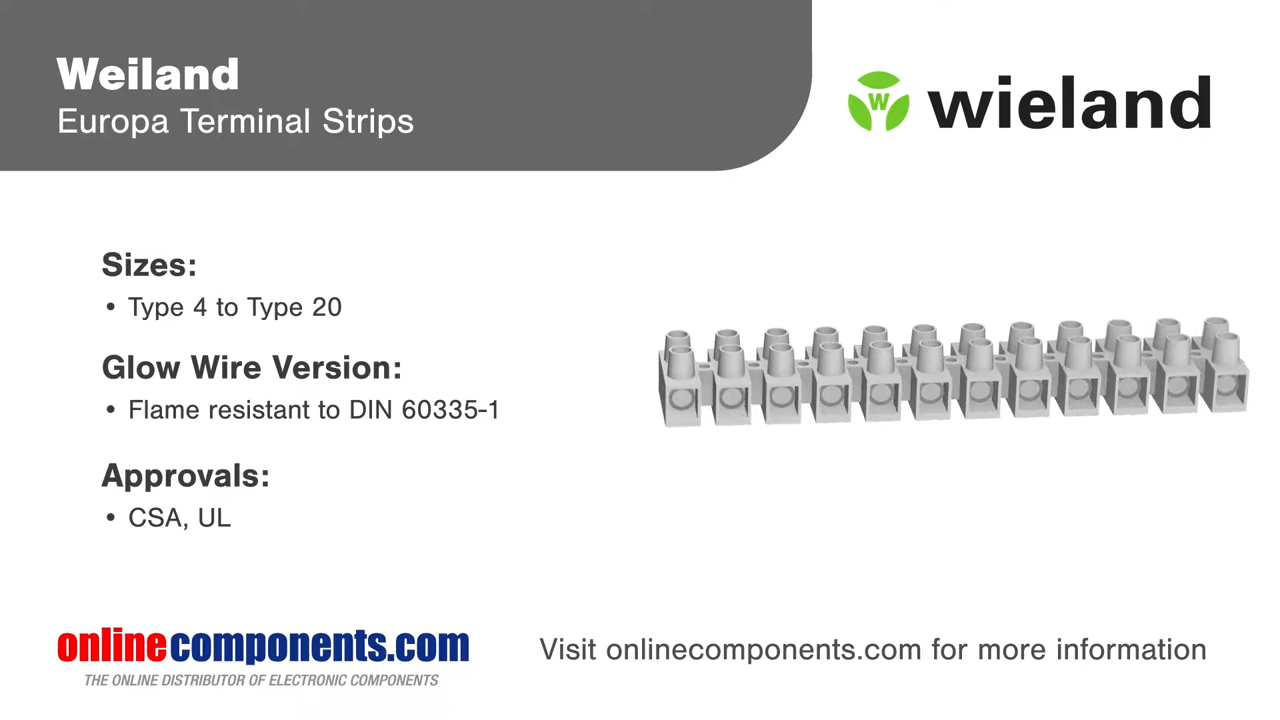 Weiland
Europa Terminal Strips
W
wieland
Sizes:
• Type 4 to Type 20
Glow Wire Version:
• Flame resistant to DIN 60335-1
Approvals:
• CSA, UL
onlinecomponents.com
THE ONLINE DISTRIBUTOR OF ELECTRONIC COMPONENTS
Visit onlinecomponents.com for more information